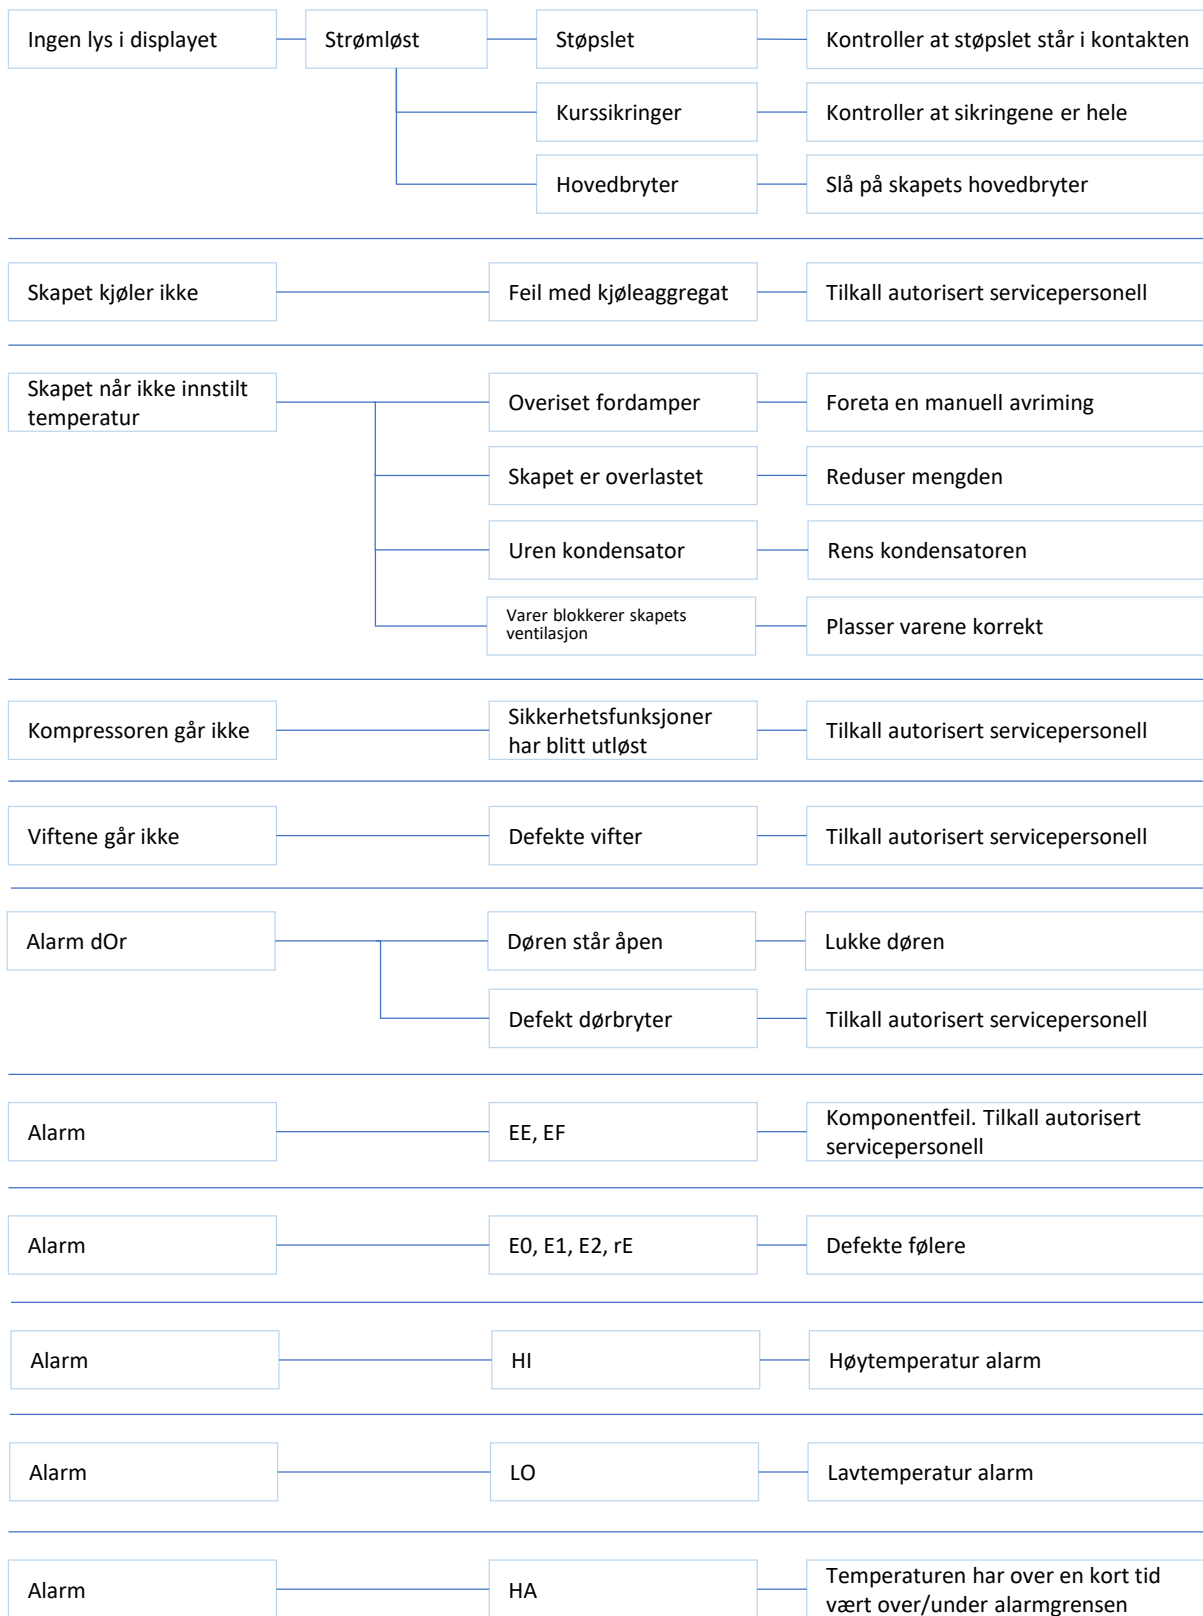 Ingen lys i displayet
Strømløst
Støpslet
Kontroller at støpslet står i kontakten
Kurssikringer
Kontroller at sikringene er hele
Hovedbryter
Slå på skapets hovedbryter
Skapet kjøler ikke
Feil med kjøleaggregat
Tilkall autorisert servicepersonell
Skapet når ikke innstilt
temperatur
Overiset fordamper
Foreta en manuell avriming
Skapet er overlastet
Reduser mengden
Uren kondensator
Rens kondensatoren
Varer blokkerer skapets
ventilasjon
Plasser varene korrekt
Kompressoren går ikke
Sikkerhetsfunksjoner
har blitt utløst
Tilkall autorisert servicepersonell
Viftene går ikke
Defekte vifter
Tilkall autorisert servicepersonell
Alarm dOr
Døren står åpen
Lukke døren
Defekt dørbryter
Tilkall autorisert servicepersonell
Alarm
EE, EF
Komponentfeil. Tilkall autorisert
servicepersonell
Alarm
E0, E1, E2, rE
Defekte følere
Alarm
HI
Høytemperatur alarm
Alarm
LO
Lavtemperatur alarm
Alarm
HA
Temperaturen har over en kort tid
vært over/under alarmgrensen